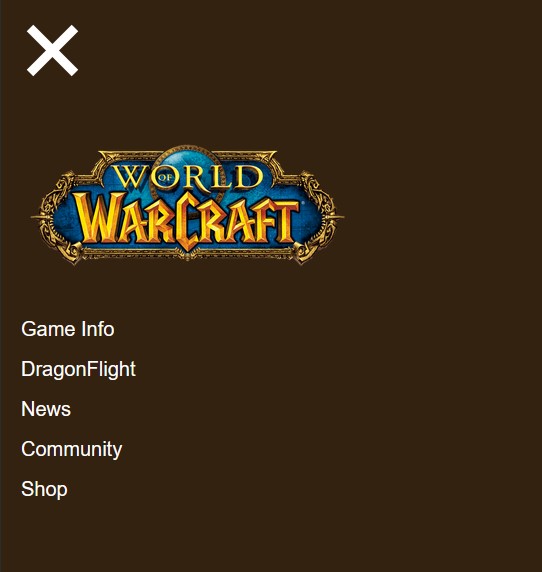 WORLD
OF
WARCRAFT
Game Info
DragonFlight
News
Community
Shop